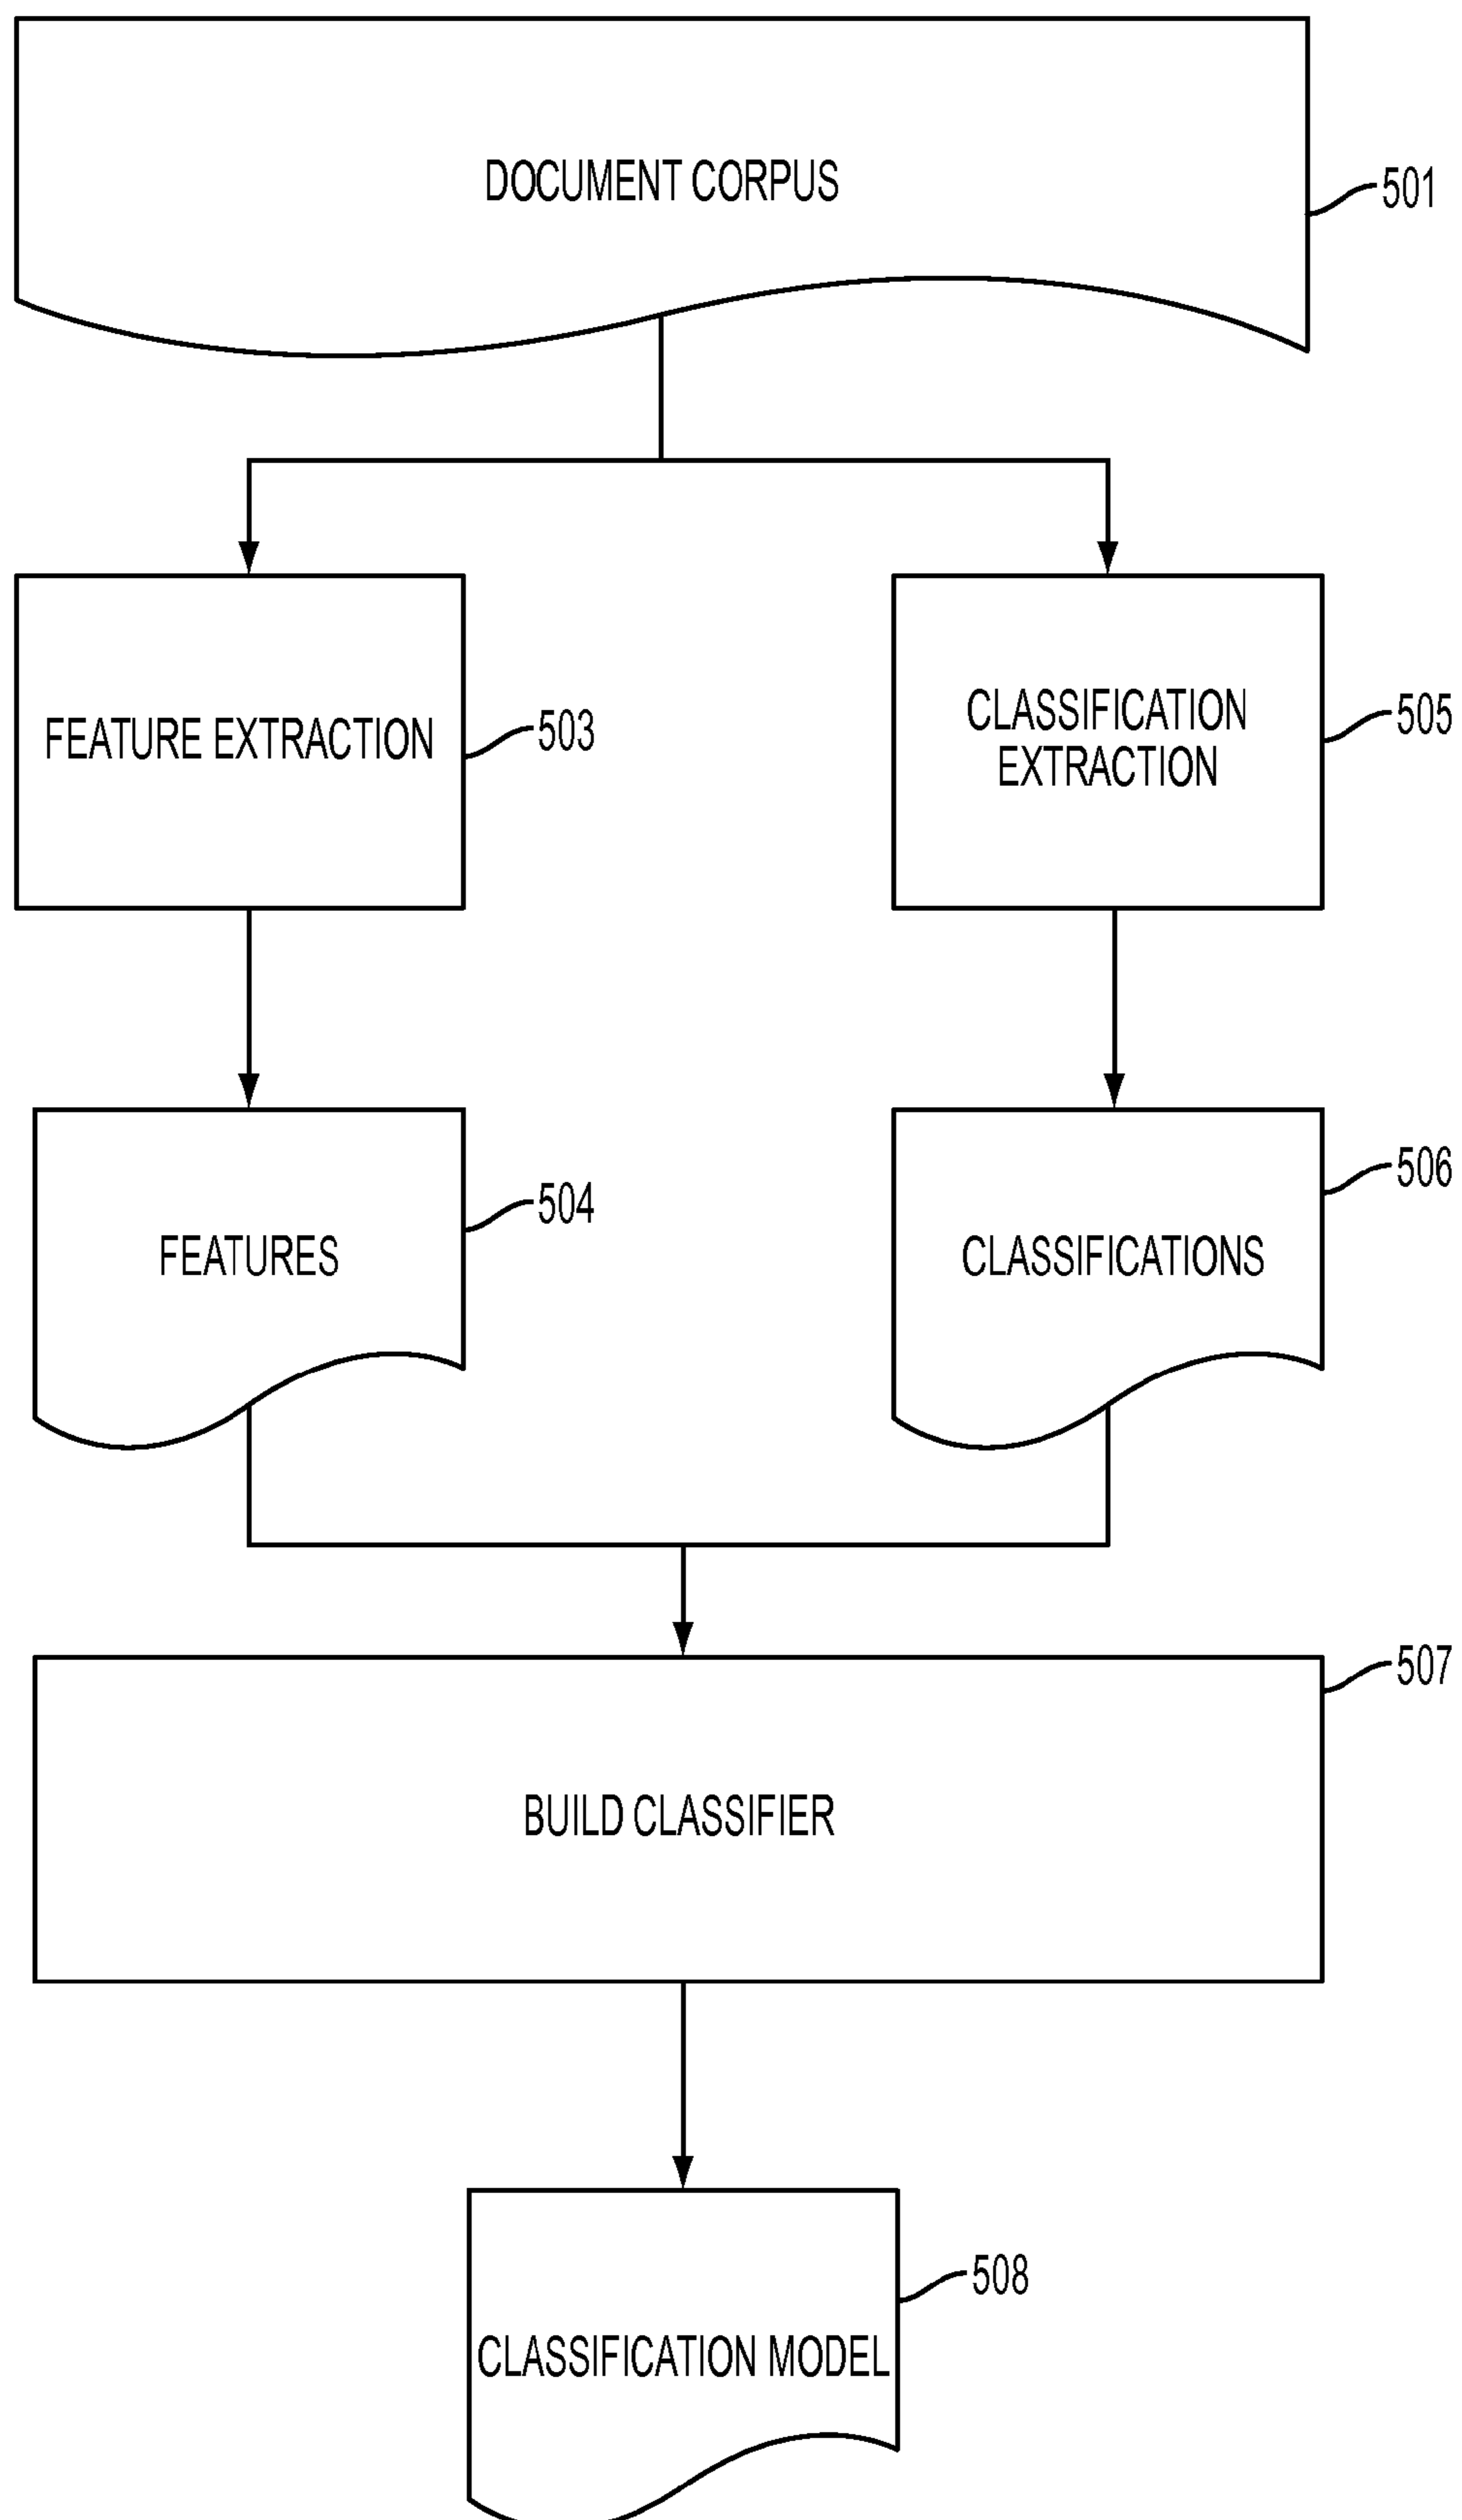 DOCUMENT CORPUS
501
FEATURE EXTRACTION
503
CLASSIFICATION
EXTRACTION
505
FEATURES
504
CLASSIFICATIONS
506
BUILD CLASSIFIER
507
CLASSIFICATION MODEL
508